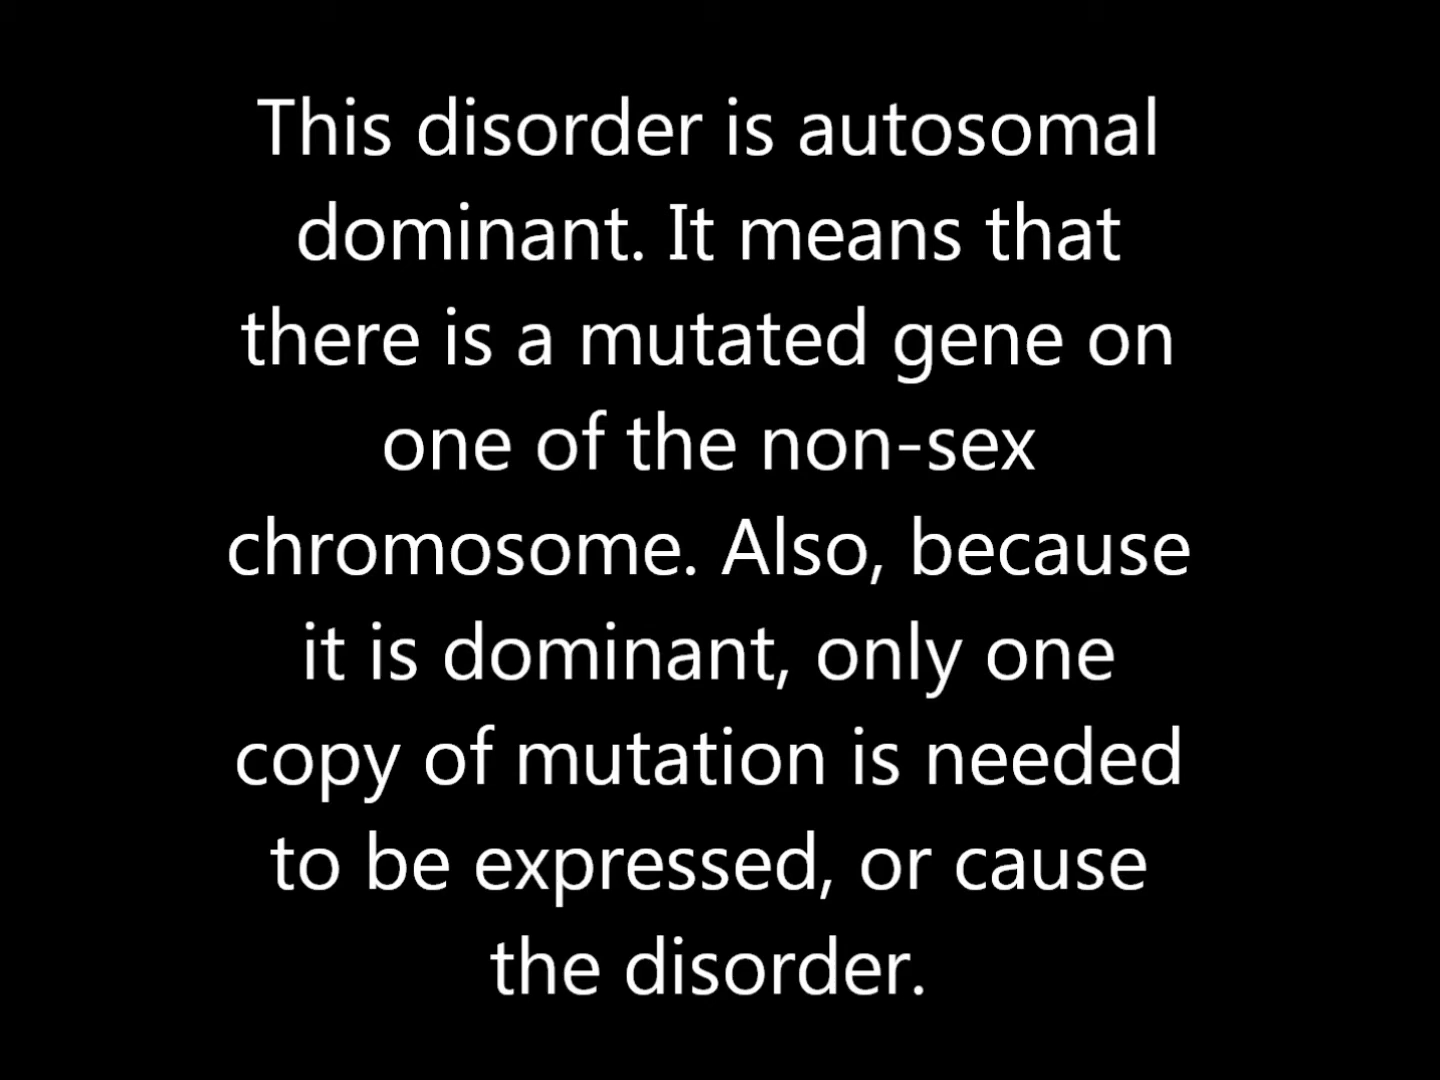 This disorder is autosomal
dominant. It means that
there is a mutated gene on
one of the non-sex
chromosome. Also, because
it is dominant, only one
copy of mutation is needed
to be expressed, or cause
the disorder.